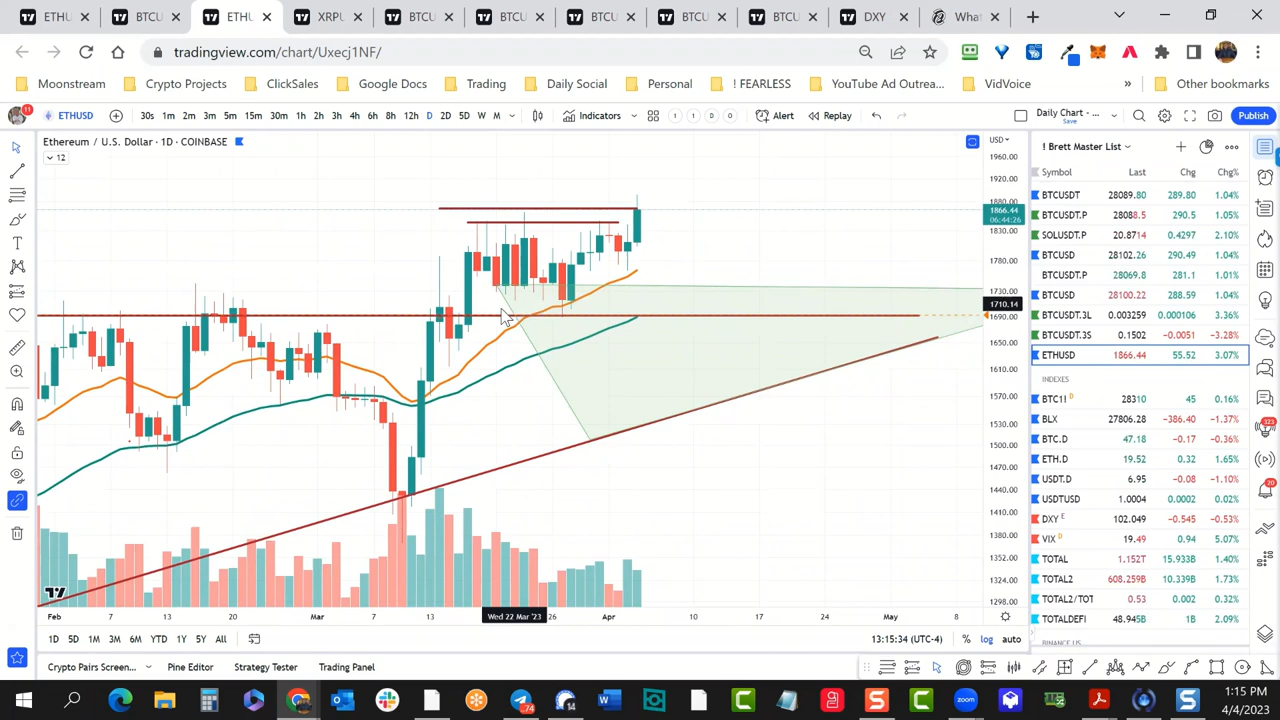 ETHU
BTCU
ETHU
XRPU
BTCU
BTCU
BTCU
BTCU
BTCU
DXY
What
tradingview.com/chart/Uxecj1NF/
Moonstream
Crypto Projects
ClickSales
Google Docs
Trading
Daily Social
Personal
! FEARLESS
YouTube Ad Outrea...
VidVoice
»
Other bookmarks
11
ETHUSD
30s 1m 2m 3m 5m 15m 30m 1h 2h 3h 4h 6h 8h 12h D 2D 5D W M
Indicators
Alert
Replay
Daily Chart - ...
Save
Publish
Ethereum / U.S. Dollar · 1D · COINBASE
12
USD
1960.00
1920.00
1880.00
1866.44
06:44:26
1830.00
1780.00
1730.00
1710.14
1690.00
1650.00
1610.00
1570.00
1530.00
1500.00
1470.00
1440.00
1410.00
1380.00
1352.00
1324.00
1298.00
Feb 7 13 20 Mar 7 13 Wed 22 Mar '23 26 Apr 10 17 24 May 8
1D 5D 1M 3M 6M YTD 1Y 5Y All
13:15:34 (UTC-4)
% log auto
Crypto Pairs Screen...
Pine Editor
Strategy Tester
Trading Panel
! Brett Master List
Symbol Last Chg Chg%
BTCUSDT 28089.80 289.80 1.04%
BTCUSDT.P 28088.5 290.5 1.05%
SOLUSDT.P 20.8714 0.4297 2.10%
BTCUSD 28102.26 290.49 1.04%
BTCUSDT.P 28069.8 281.1 1.01%
BTCUSD 28100.22 288.59 1.04%
BTCUSDT.3L 0.003259 0.000106 3.36%
BTCUSDT.3S 0.1502 -0.0051 -3.28%
ETHUSD 1866.44 55.52 3.07%
INDEXES
BTC1! D 28310 45 0.16%
BLX 27806.28 -386.40 -1.37%
BTC.D 47.18 -0.17 -0.36%
ETH.D 19.52 0.32 1.65%
USDT.D 6.95 -0.08 -1.10%
USDTUSD 1.0004 0.0002 0.02%
DXY E 102.049 -0.545 -0.53%
VIX D 19.49 0.94 5.07%
TOTAL 1.152T 15.933B 1.40%
TOTAL2 608.259B 10.339B 1.73%
TOTAL2/TOT 0.53 0.002 0.32%
TOTALDEFI 48.945B 1B 2.09%
BINANCE US
323
20
74
1:15 PM
4/4/2023